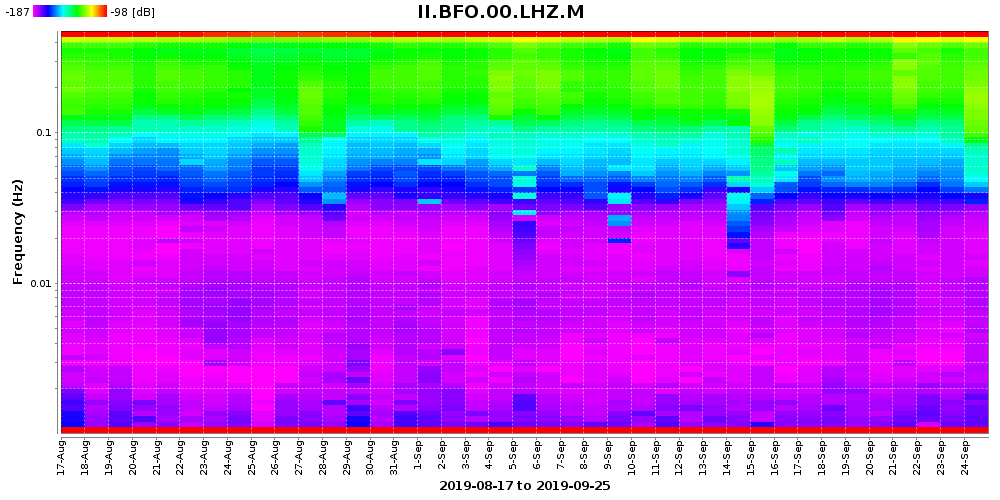 II.BFO.00.LHZ.M
-187 -98 [dB]
Frequency (Hz)
0.1
0.01
17-Aug 18-Aug 19-Aug 20-Aug 21-Aug 22-Aug 23-Aug 24-Aug 25-Aug 26-Aug 27-Aug 28-Aug 29-Aug 30-Aug 31-Aug 1-Sep 2-Sep 3-Sep 4-Sep 5-Sep 6-Sep 7-Sep 8-Sep 9-Sep 10-Sep 11-Sep 12-Sep 13-Sep 14-Sep 15-Sep 16-Sep 17-Sep 18-Sep 19-Sep 20-Sep 21-Sep 22-Sep 23-Sep 24-Sep
2019-08-17 to 2019-09-25